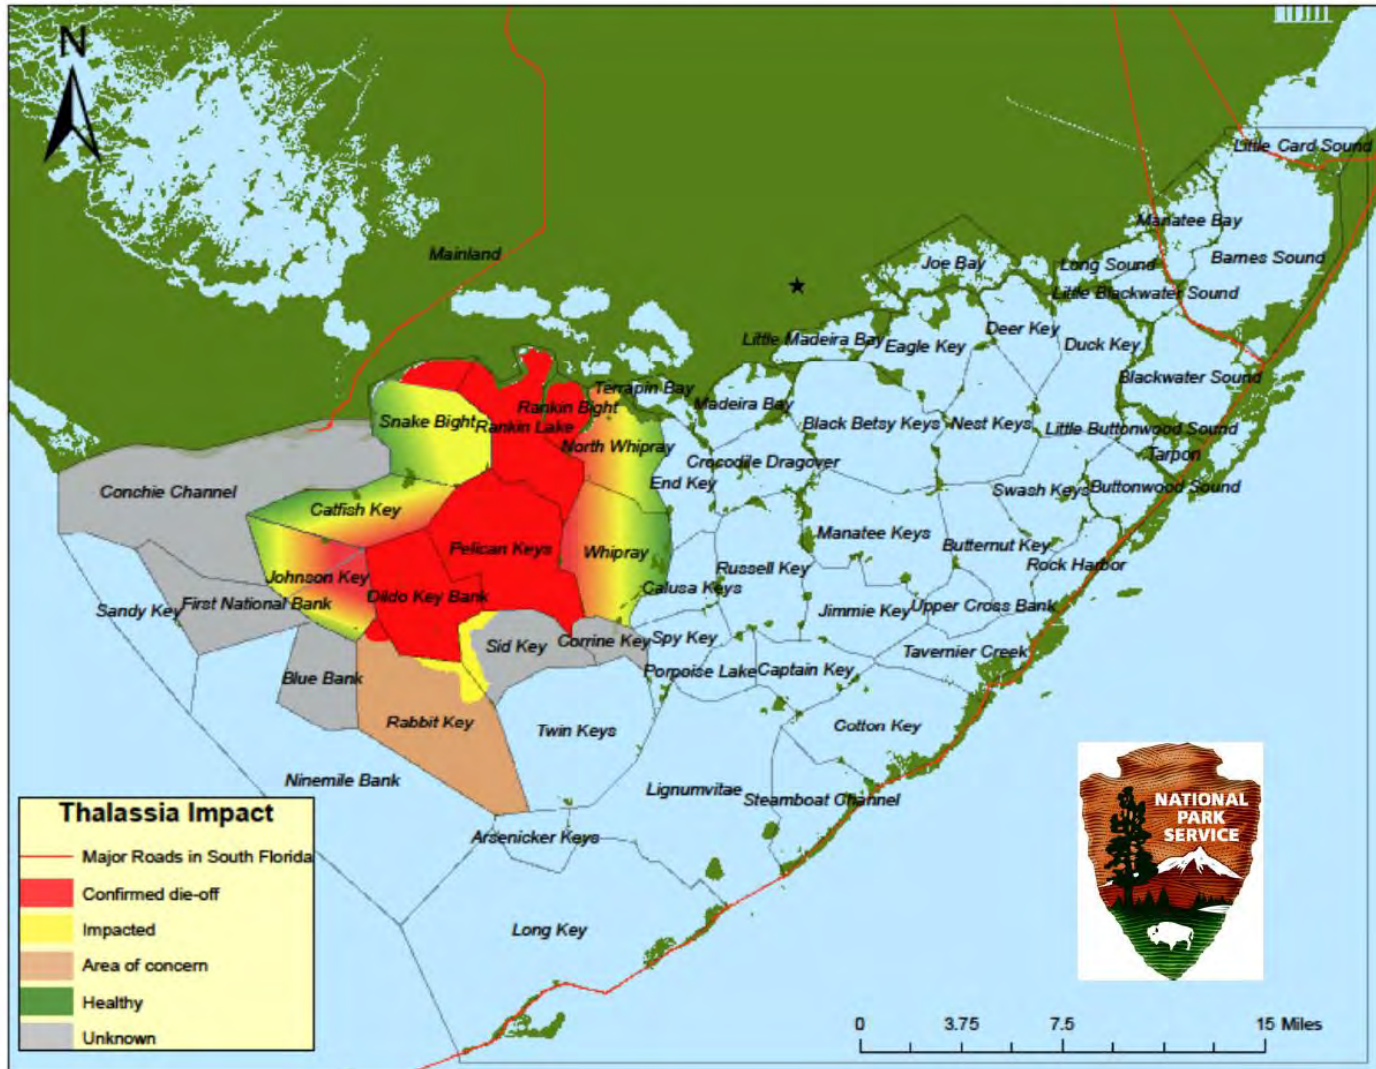 N
Little Card Sound
Manatee Bay
Mainland
Joe Bay
Long Sound
Barnes Sound
Little Blackwater Sound
Little Madeira Bay
Eagle Key
Deer Key
Duck Key
Terrapin Bay
Blackwater Sound
Snake Bight
Rankin Bight
Rankin Lake
Madeira Bay
Black Betsy Keys
Nest Keys
Little Buttonwood Sound
North Whipray
Tarpon
Conchie Channel
Crocodile Dragover
End Key
Swash Keys
Buttonwood Sound
Catfish Key
Pelican Keys
Whipray
Manatee Keys
Butternut Key
Rock Harbor
Johnson Key
Russell Key
Dildo Key Bank
Calusa Keys
Sandy Key
First National Bank
Jimmie Key
Upper Cross Bank
Sid Key
Corrine Key
Spy Key
Tavernier Creek
Blue Bank
Porpoise Lake
Captain Key
Rabbit Key
Twin Keys
Cotton Key
Ninemile Bank
Lignumvitae
Steamboat Channel
Arsenicker Keys
Long Key
NATIONAL
PARK
SERVICE
Thalassia Impact
Major Roads in South Florida
Confirmed die-off
Impacted
Area of concern
Healthy
Unknown
0 3.75 7.5 15 Miles